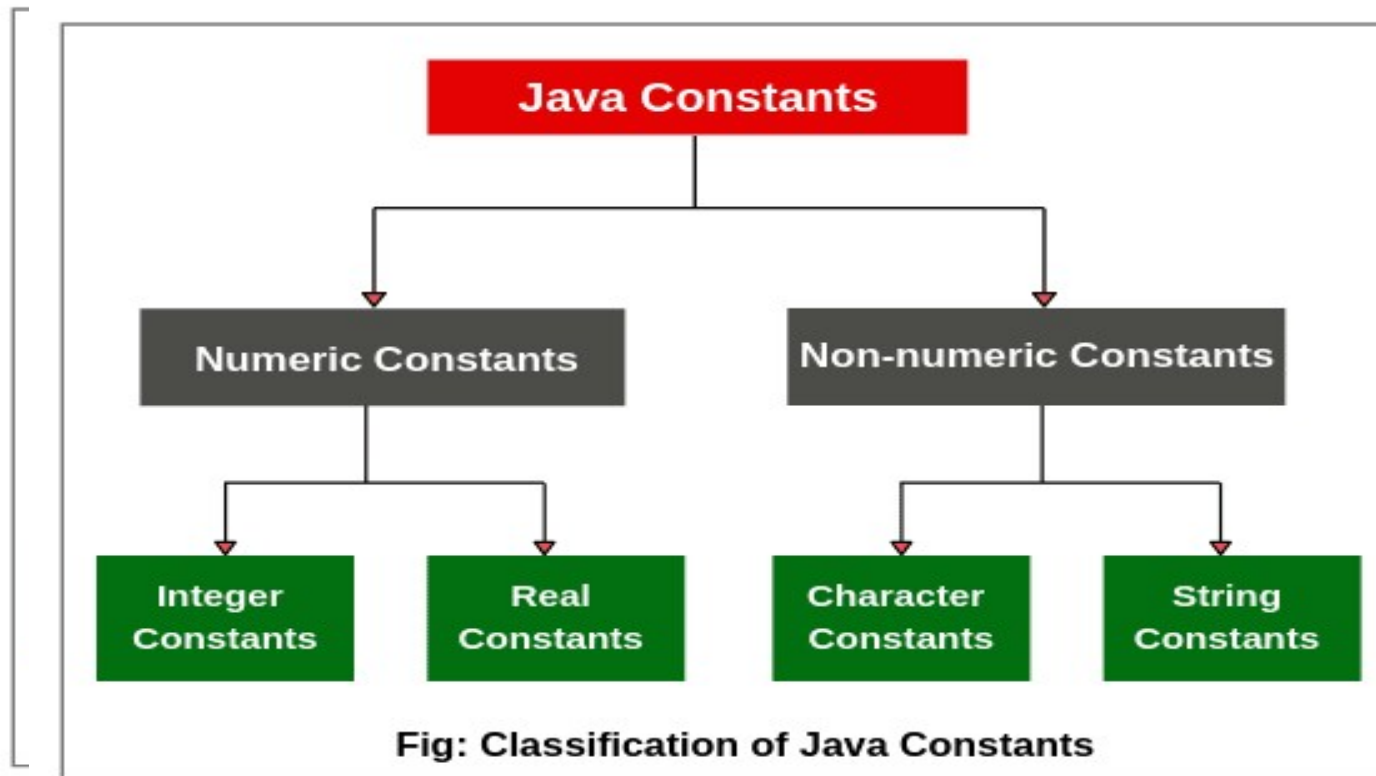 Java Constants
Numeric Constants
Non-numeric Constants
Integer
Constants
Real
Constants
Character
Constants
String
Constants
Fig: Classification of Java Constants